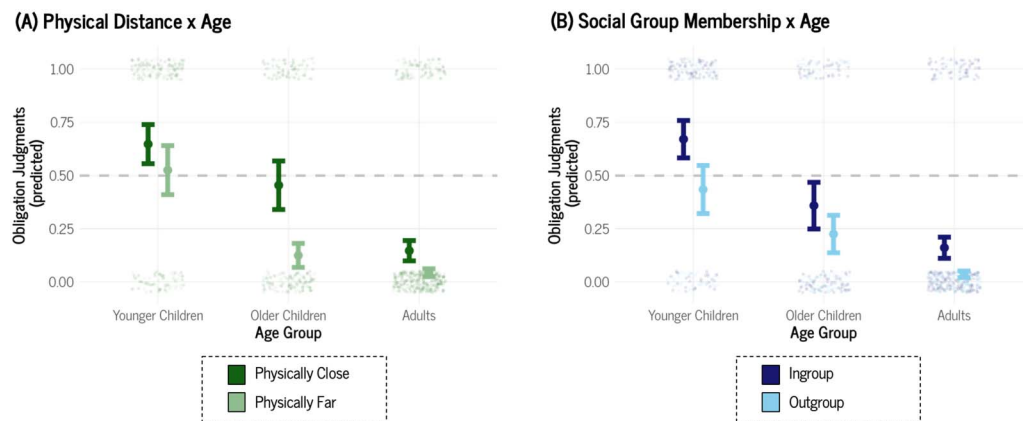 (A) Physical Distance x Age
Obligation Judgments
(predicted)
1.00
0.75
0.50
0.25
0.00
Younger Children
Older Children
Adults
Age Group
Physically Close
Physically Far
(B) Social Group Membership x Age
Obligation Judgments
(predicted)
1.00
0.75
0.50
0.25
0.00
Younger Children
Older Children
Adults
Age Group
Ingroup
Outgroup